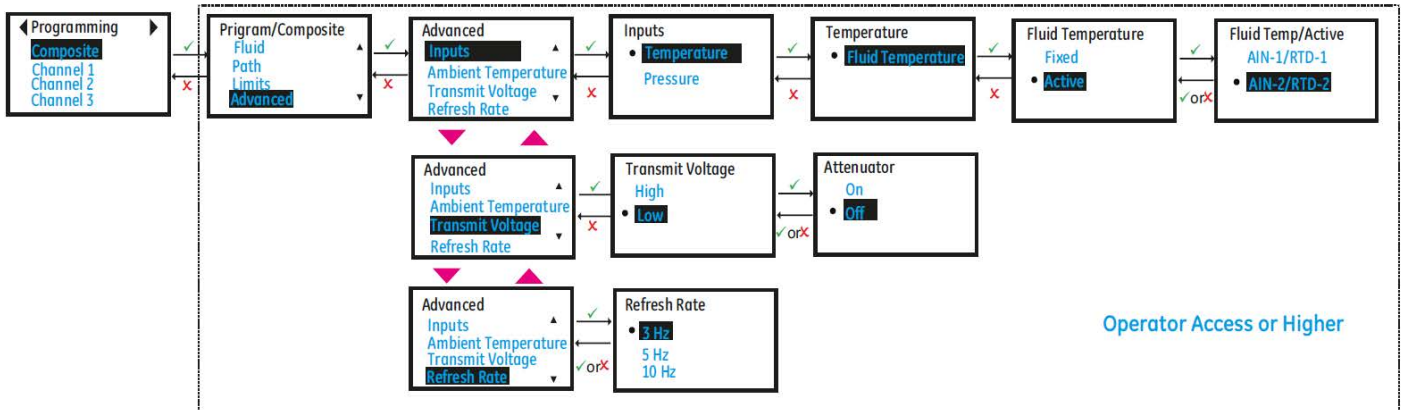 Programming
Composite
Channel 1
Channel 2
Channel 3
Prigram/Composite
Fluid
Path
Limits
Advanced
Advanced
Inputs
Ambient Temperature
Transmit Voltage
Refresh Rate
Inputs
Temperature
Pressure
Temperature
Fluid Temperature
Fluid Temperature
Fixed
Active
Fluid Temp/Active
AIN-1/RTD-1
AIN-2/RTD-2
✓orX
Advanced
Inputs
Ambient Temperature
Transmit Voltage
Refresh Rate
Transmit Voltage
High
Low
Attenuator
On
Off
✓orX
Advanced
Inputs
Ambient Temperature
Transmit Voltage
Refresh Rate
✓orX
Refresh Rate
3 Hz
5 Hz
10 Hz
Operator Access or Higher